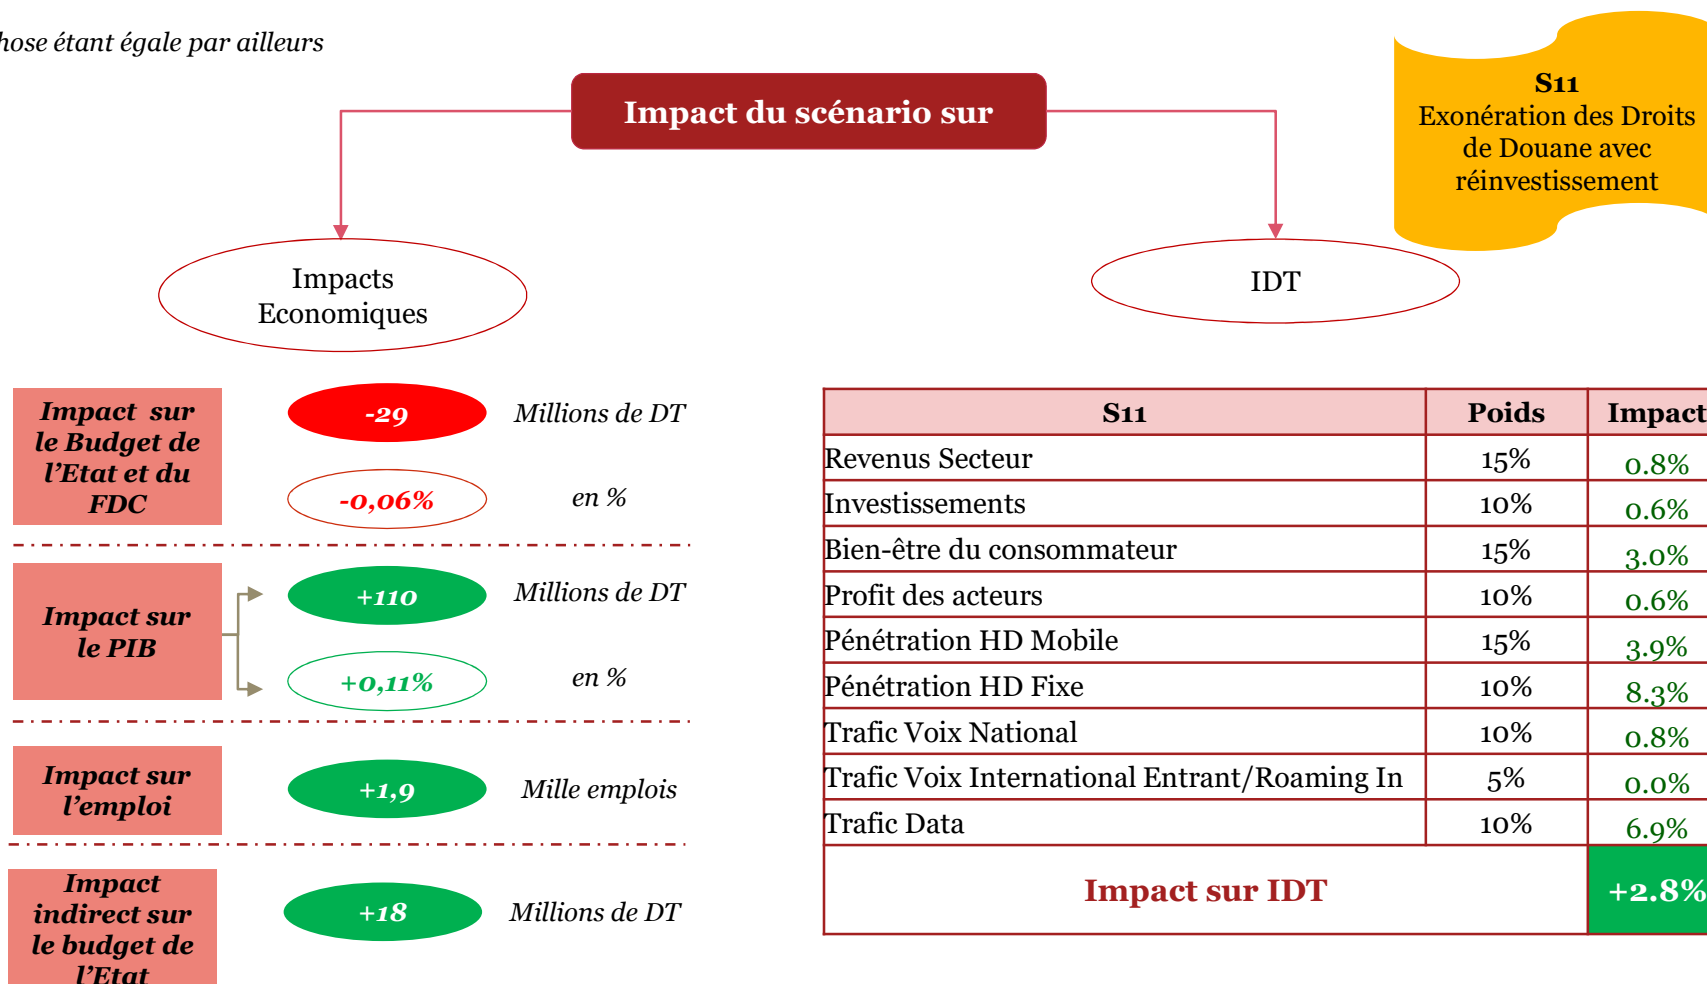 hose étant égale par ailleurs
Impact du scénario sur
S11
Exonération des Droits
de Douane avec
réinvestissement
Impacts
Economiques
IDT
Impact sur
le Budget de
l'Etat et du
FDC
-29
Millions de DT
-0,06%
en %
Impact sur
le PIB
+110
Millions de DT
+0,11%
en %
Impact sur
l'emploi
+1,9
Mille emplois
Impact
indirect sur
le budget de
l'Etat
+18
Millions de DT
S11 Poids Impact
Revenus Secteur 15% 0.8%
Investissements 10% 0.6%
Bien-être du consommateur 15% 3.0%
Profit des acteurs 10% 0.6%
Pénétration HD Mobile 15% 3.9%
Pénétration HD Fixe 10% 8.3%
Trafic Voix National 10% 0.8%
Trafic Voix International Entrant/Roaming In 5% 0.0%
Trafic Data 10% 6.9%
Impact sur IDT +2.8%